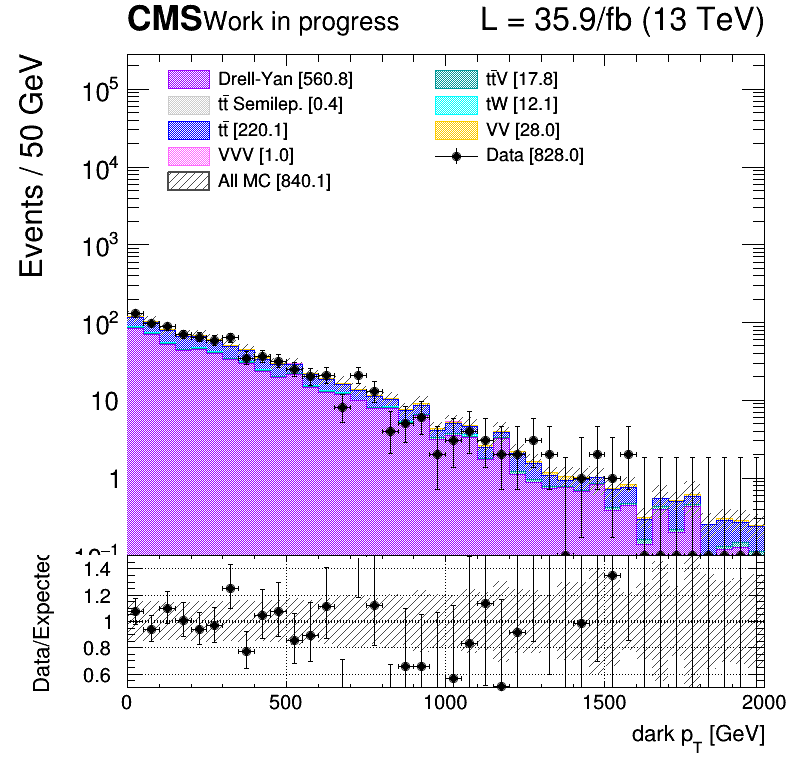 CMS Work in progress L = 35.9/fb (13 TeV)
Events / 50 GeV
10⁵
10⁴
10³
10²
10
1
10⁻¹
Drell-Yan [560.8]
tt̄ Semilep. [0.4]
tt̄ [220.1]
VVV [1.0]
All MC [840.1]
tt̄V [17.8]
tW [12.1]
VV [28.0]
Data [828.0]
Data/Expected
1.4
1.2
1
0.8
0.6
0 500 1000 1500 2000
dark p_T [GeV]